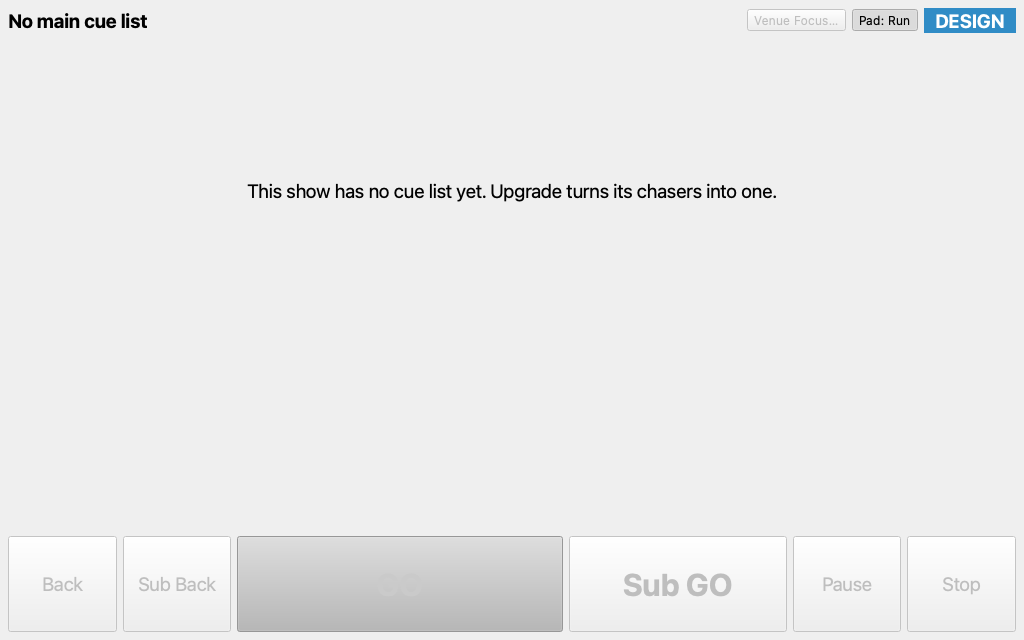 No main cue list
Venue Focus...
Pad: Run
DESIGN
This show has no cue list yet. Upgrade turns its chasers into one.
Back
Sub Back
GO
Sub GO
Pause
Stop